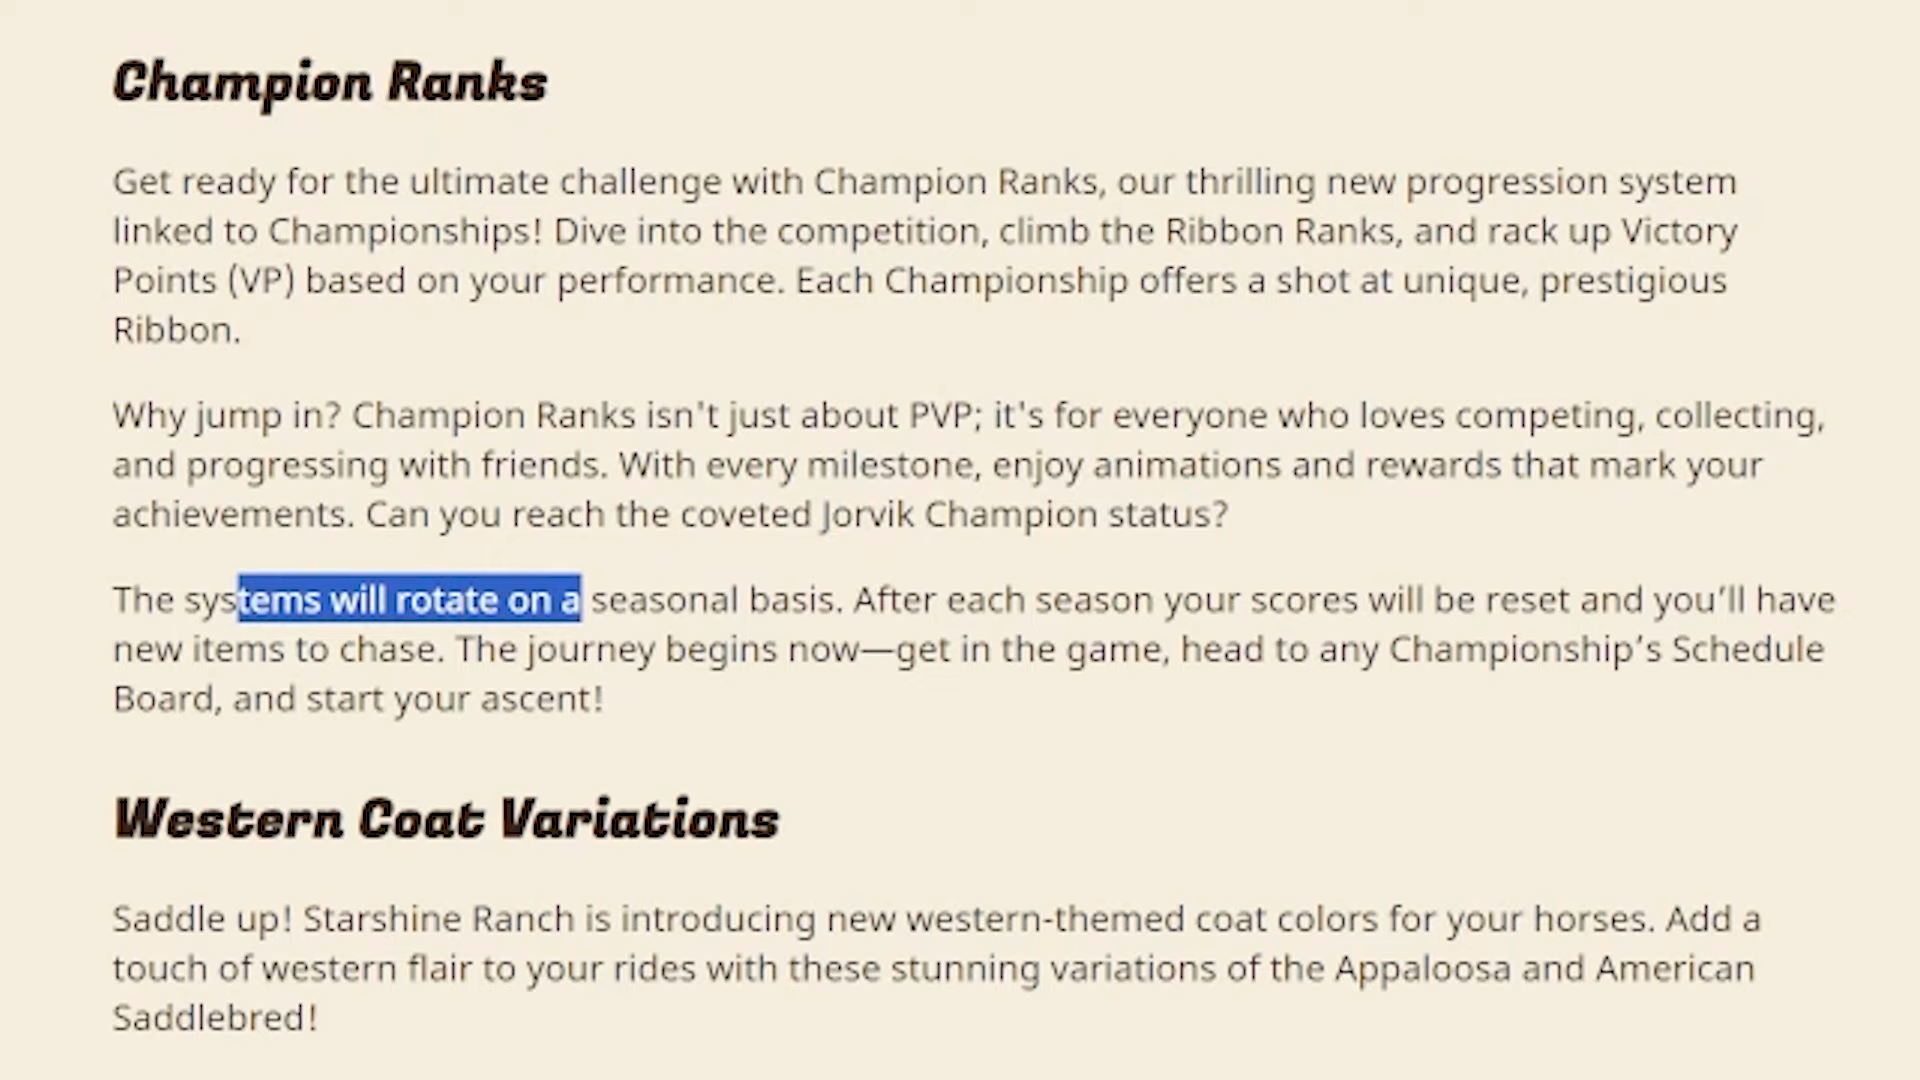 Champion Ranks
Get ready for the ultimate challenge with Champion Ranks, our thrilling new progression system
linked to Championships! Dive into the competition, climb the Ribbon Ranks, and rack up Victory
Points (VP) based on your performance. Each Championship offers a shot at unique, prestigious
Ribbon.
Why jump in? Champion Ranks isn't just about PVP; it's for everyone who loves competing, collecting,
and progressing with friends. With every milestone, enjoy animations and rewards that mark your
achievements. Can you reach the coveted Jorvik Champion status?
The systems will rotate on a seasonal basis. After each season your scores will be reset and you’ll have
new items to chase. The journey begins now—get in the game, head to any Championship’s Schedule
Board, and start your ascent!
Western Coat Variations
Saddle up! Starshine Ranch is introducing new western-themed coat colors for your horses. Add a
touch of western flair to your rides with these stunning variations of the Appaloosa and American
Saddlebred!